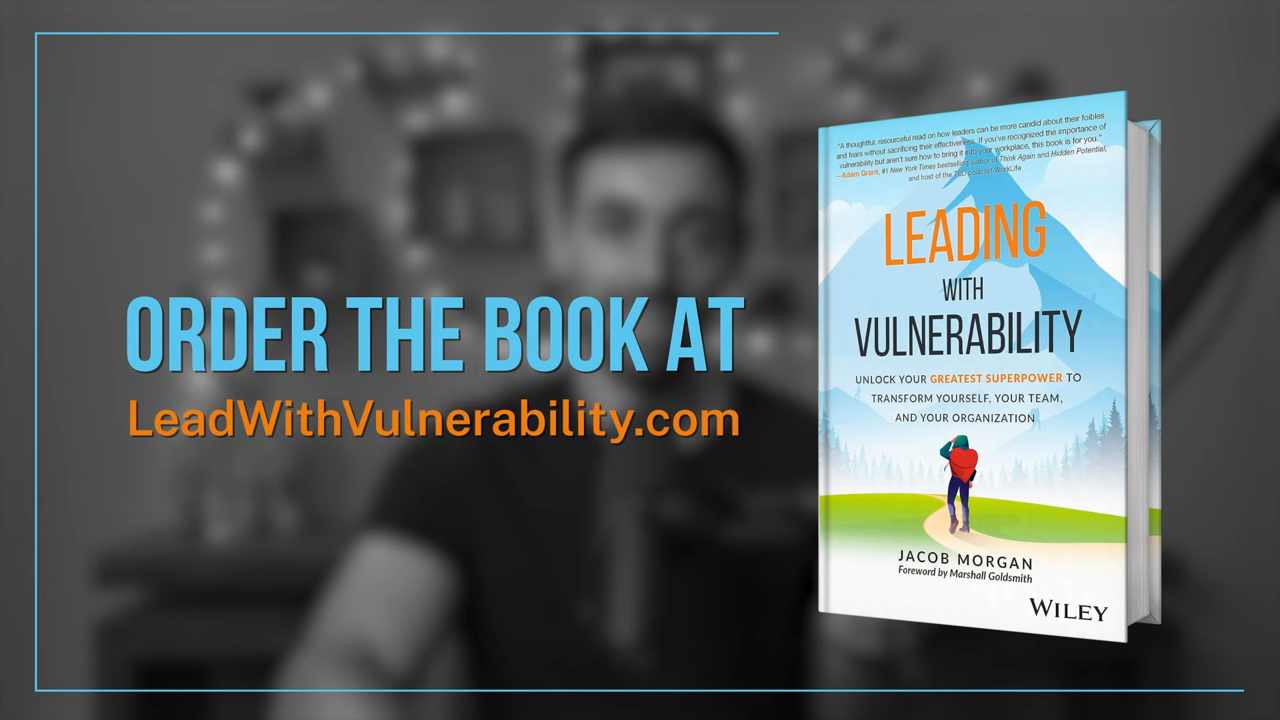 ORDER THE BOOK AT
LeadWithVulnerability.com
"A thoughtful, resourceful read on how leaders can be more candid about their foibles
and fears without sacrificing their effectiveness. If you've recognized the importance of
vulnerability but aren't sure how to bring it into your workplace, this book is for you."
—Adam Grant, #1 New York Times bestselling author of Think Again and Hidden Potential,
and host of the TED podcast WorkLife
LEADING
WITH
VULNERABILITY
UNLOCK YOUR GREATEST SUPERPOWER TO
TRANSFORM YOURSELF, YOUR TEAM,
AND YOUR ORGANIZATION
JACOB MORGAN
Foreword by Marshall Goldsmith
WILEY